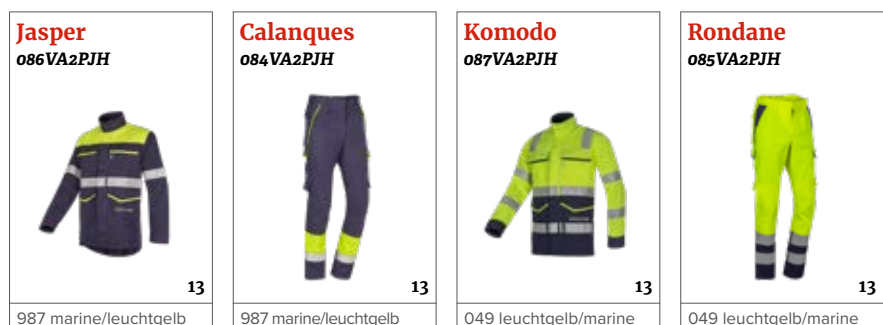 Jasper
086VA2PJH
13
987 marine/leuchtgelb
Calanques
084VA2PJH
13
987 marine/leuchtgelb
Komodo
087VA2PJH
13
049 leuchtgelb/marine
Rondane
085VA2PJH
13
049 leuchtgelb/marine